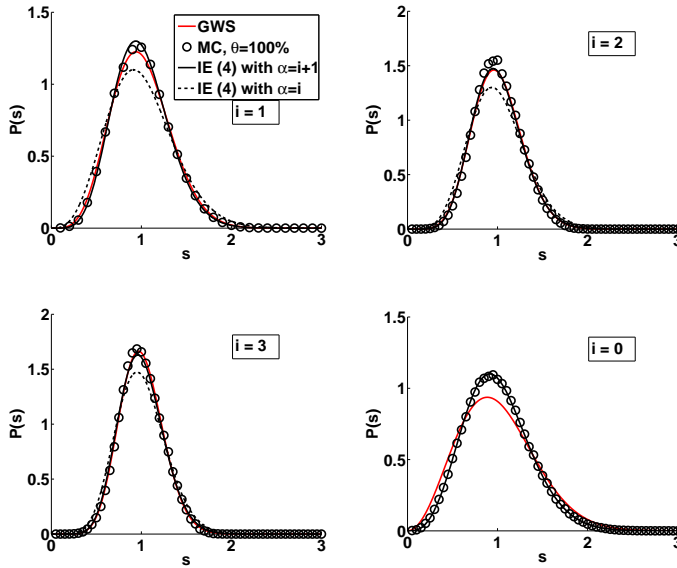 GWS
MC, θ=100%
IE (4) with α=i+1
IE (4) with α=i
i = 1
P(s)
1.5
1
0.5
0
0 1 2 3
s
i = 2
P(s)
2
1.5
1
0.5
0
0 1 2 3
s
i = 3
P(s)
2
1.5
1
0.5
0
0 1 2 3
s
i = 0
P(s)
1.5
1
0.5
0
0 1 2 3
s